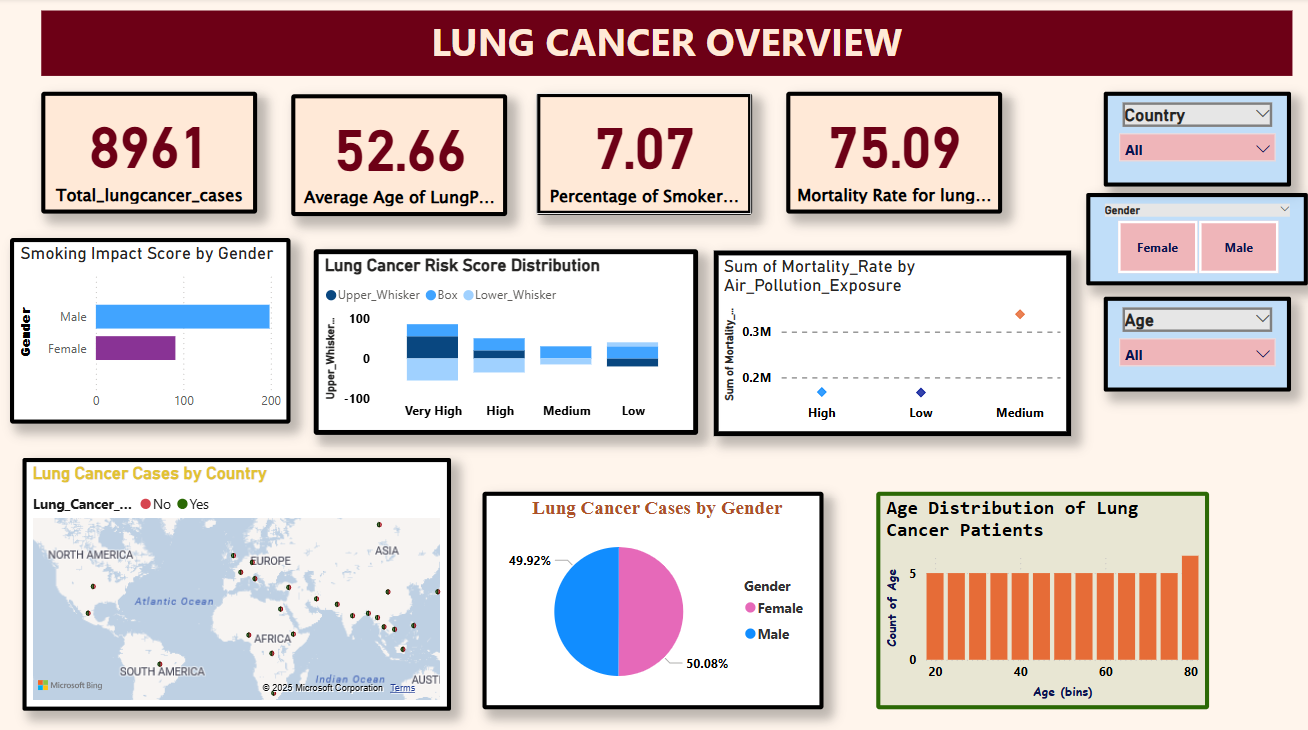 LUNG CANCER OVERVIEW
8961
Total_lungcancer_cases
52.66
Average Age of LungP...
7.07
Percentage of Smoker...
75.09
Mortality Rate for lung...
Country
All
Gender
Female
Male
Age
All
Smoking Impact Score by Gender
Gender
Male
Female
0
100
200
Lung Cancer Risk Score Distribution
Upper_Whisker
Box
Lower_Whisker
Upper_Whisker...
100
0
-100
Very High
High
Medium
Low
Sum of Mortality_Rate by
Air_Pollution_Exposure
Sum of Mortality_...
0.3M
0.2M
High
Low
Medium
Lung Cancer Cases by Country
Lung_Cancer_...
No
Yes
NORTH AMERICA
EUROPE
ASIA
Atlantic Ocean
AFRICA
SOUTH AMERICA
Indian Ocean
AUSTI
Microsoft Bing
© 2025 Microsoft Corporation
Terms
Lung Cancer Cases by Gender
49.92%
50.08%
Gender
Female
Male
Age Distribution of Lung
Cancer Patients
Count of Age
5
0
20
40
60
80
Age (bins)